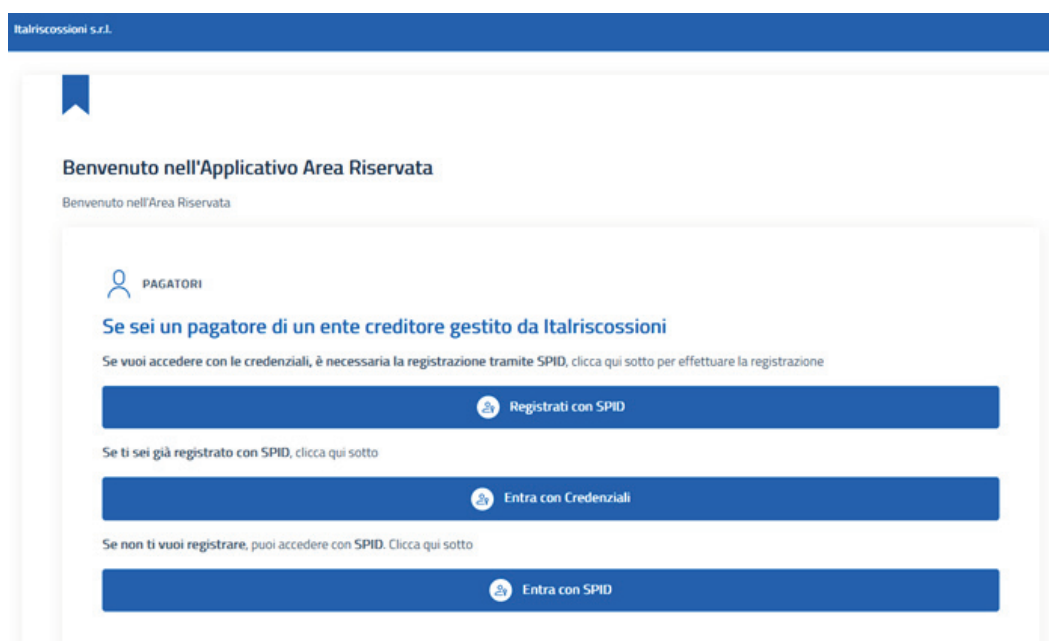 Italriscossioni s.r.l.
Benvenuto nell'Applicativo Area Riservata
Benvenuto nell'Area Riservata
PAGATORI
Se sei un pagatore di un ente creditore gestito da Italriscossioni
Se vuoi accedere con le credenziali, è necessaria la registrazione tramite SPID, clicca qui sotto per effettuare la registrazione
Registrati con SPID
Se ti sei già registrato con SPID, clicca qui sotto
Entra con Credenziali
Se non ti vuoi registrare, puoi accedere con SPID. Clicca qui sotto
Entra con SPID